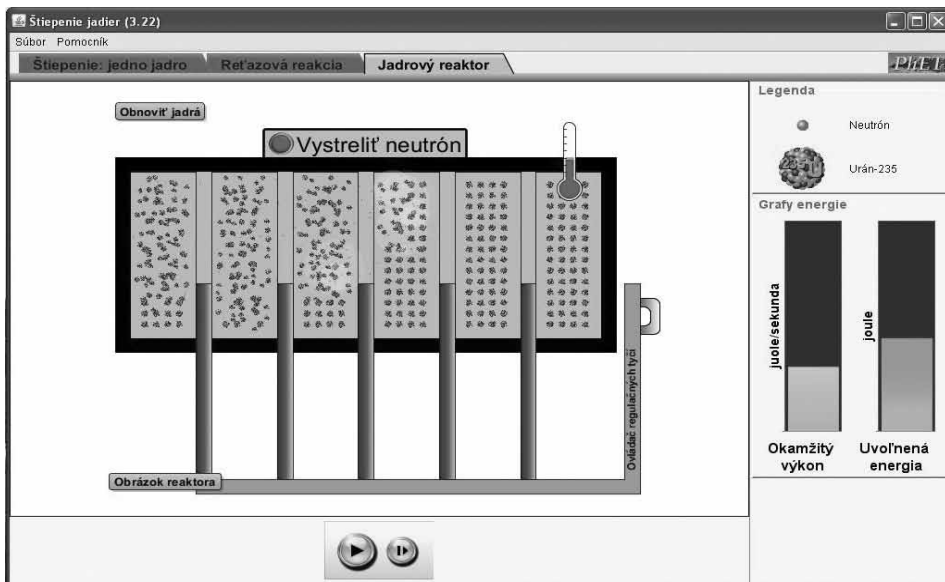 Štiepenie jadier (3.22)
Súbor Pomocník
Štiepenie: jedno jadro Reťazová reakcia Jadrový reaktor PhET
Obnoviť jadrá
Vystreliť neutrón
Ovládač regulačných tyčí
Obrázok reaktora
Legenda
Neutrón
Urán-235
Grafy energie
juole/sekunda
joule
Okamžitý výkon
Uvoľnená energia